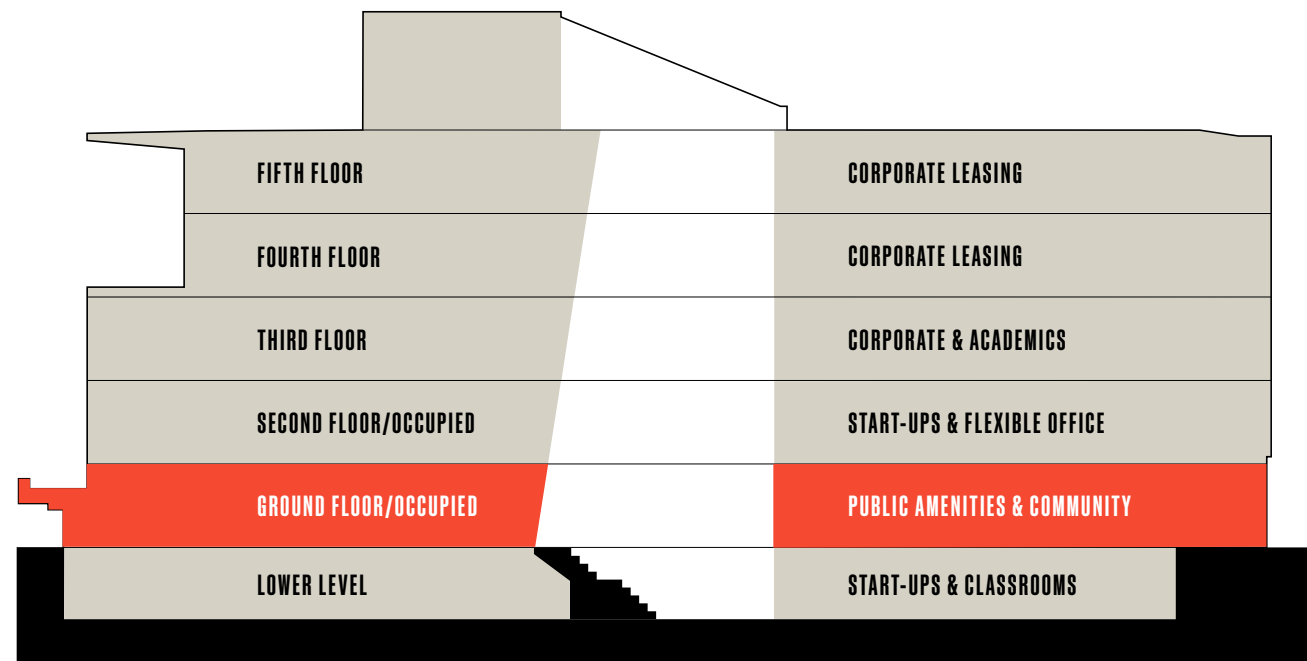 FIFTH FLOOR
CORPORATE LEASING
FOURTH FLOOR
CORPORATE LEASING
THIRD FLOOR
CORPORATE & ACADEMICS
SECOND FLOOR/OCCUPIED
START-UPS & FLEXIBLE OFFICE
GROUND FLOOR/OCCUPIED
PUBLIC AMENITIES & COMMUNITY
LOWER LEVEL
START-UPS & CLASSROOMS